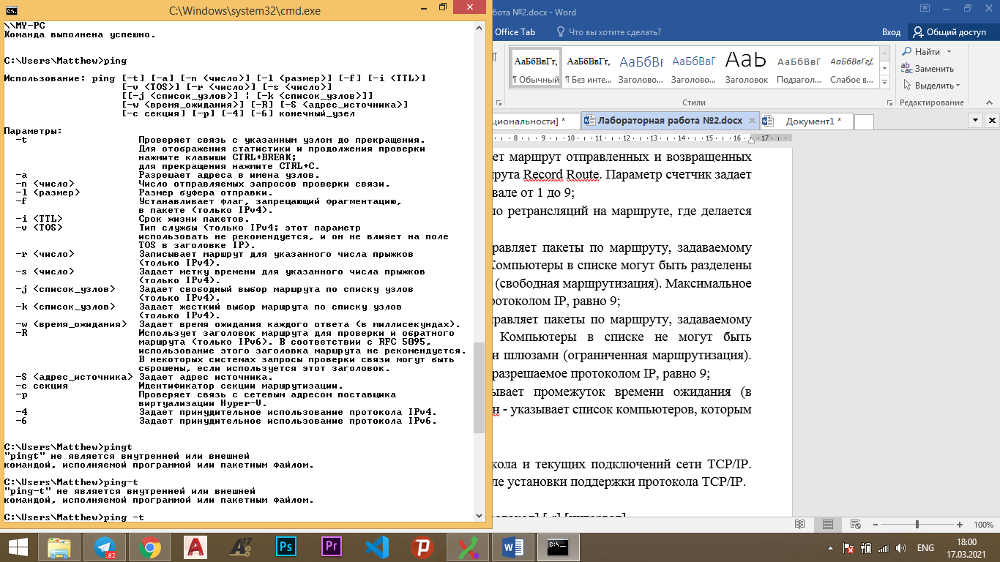 C:\Windows\system32\cmd.exe
\\MY-PC
Команда выполнена успешно.
C:\Users\Matthew>ping
Использование: ping [-t] [-a] [-n <число>] [-l <размер>] [-f] [-i <TTL>]
[-v <TOS>] [-r <число>] [-s <число>]
[[-j <список_узлов>] | [-k <список_узлов>]]
[-w <время_ожидания>] [-R] [-S <адрес_источника>]
[-c секция] [-p] [-4] [-6] конечный_узел
Параметры:
-t Проверяет связь с указанным узлом до прекращения.
Для отображения статистики и продолжения проверки
нажмите клавиши CTRL+BREAK;
для прекращения нажмите CTRL+C.
-a Разрешает адреса в имена узлов.
-n <число> Число отправляемых запросов проверки связи.
-l <размер> Размер буфера отправки.
-f Устанавливает флаг, запрещающий фрагментацию,
в пакете (только IPv4).
-i <TTL> Срок жизни пакетов.
-v <TOS> Тип службы (только IPv4; этот параметр
использовать не рекомендуется, и он не влияет на поле
TOS в заголовке IP).
-r <число> Записывает маршрут для указанного числа прыжков
(только IPv4).
-s <число> Задает метку времени для указанного числа прыжков
(только IPv4).
-j <список_узлов> Задает свободный выбор маршрута по списку узлов
(только IPv4).
-k <список_узлов> Задает жесткий выбор маршрута по списку узлов
(только IPv4).
-w <время_ожидания> Задает время ожидания каждого ответа (в миллисекундах).
-R Использует заголовок маршрута для проверки и обратного
маршрута (только IPv6). В соответствии с RFC 5095,
использование этого заголовка маршрута не рекомендуется.
В некоторых системах запросы проверки связи могут быть
сброшены, если используется этот заголовок.
-S <адрес_источника> Задает адрес источника.
-c секция Идентификатор секции маршрутизации.
-p Проверяет связь с сетевым адресом поставщика
виртуализации Hyper-V.
-4 Задает принудительное использование протокола IPv4.
-6 Задает принудительное использование протокола IPv6.
C:\Users\Matthew>pingt
"pingt" не является внутренней или внешней
командой, исполняемой программой или пакетным файлом.
C:\Users\Matthew>ping-t
"ping-t" не является внутренней или внешней
командой, исполняемой программой или пакетным файлом.
C:\Users\Matthew>ping -t
бота №2.docx - Word
Office Tab Что вы хотите сделать? Вход Общий доступ
АаБбВвГг, АаБбВвГг, АаБбВв АаБбВвГ АаЬ АаБбВвГ АаБбВвГгД
¶ Обычный ¶ Без инте... Заголово... Заголово... Заголовок Подзагол... Слабое в...
Найти
Заменить
Выделить
Стили Редактирование
циональности] * Лабораторная работа №2.docx Документ1 *
8 9 10 11 12 13 14 15 16 17
ет маршрут отправленных и возвращенных
рута Record Route. Параметр счетчик задает
вале от 1 до 9;
ло ретрансляций на маршруте, где делается
равляет пакеты по маршруту, задаваемому
Компьютеры в списке могут быть разделены
(свободная маршрутизация). Максимальное
ротоколом IP, равно 9;
равляет пакеты по маршруту, задаваемому
Компьютеры в списке не могут быть
и шлюзами (ограниченная маршрутизация).
разрешаемое протоколом IP, равно 9;
ывает промежуток времени ожидания (в
н - указывает список компьютеров, которым
кола и текущих подключений сети TCP/IP.
ле установки поддержки протокола TCP/IP.
100%
.82
A17
Ps
Pr
ENG
18:00
17.03.2021